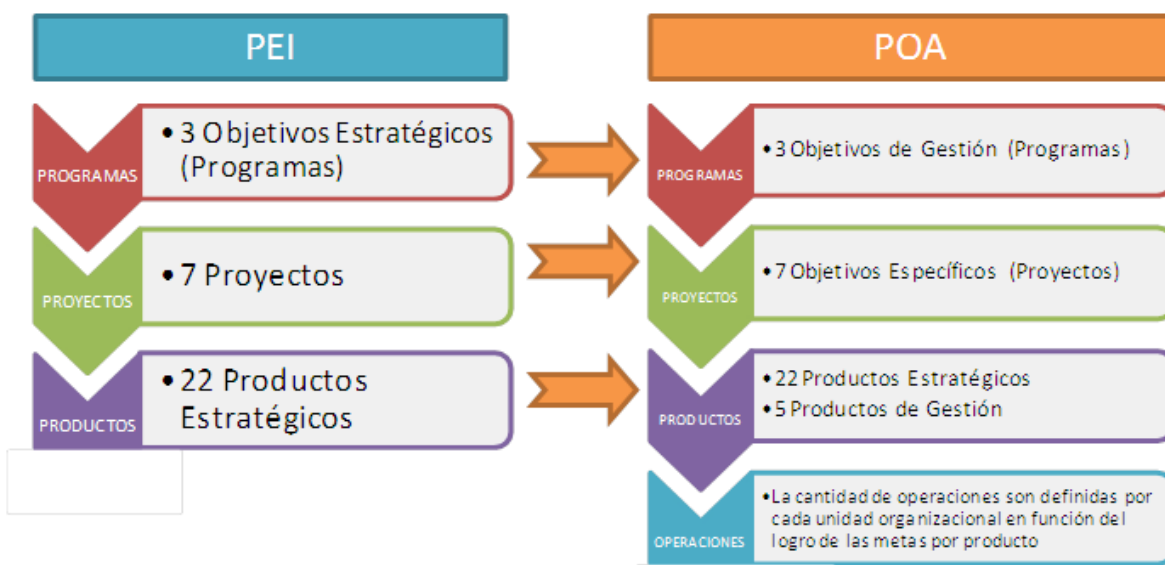 PEI
PROGRAMAS
• 3 Objetivos Estratégicos
(Programas)
PROYECTOS
• 7 Proyectos
PRODUCTOS
• 22 Productos
Estratégicos
POA
PROGRAMAS
• 3 Objetivos de Gestión (Programas)
PROYECTOS
• 7 Objetivos Específicos (Proyectos)
PRODUCTOS
• 22 Productos Estratégicos
• 5 Productos de Gestión
OPERACIONES
• La cantidad de operaciones son definidas por
cada unidad organizacional en función del
logro de las metas por producto